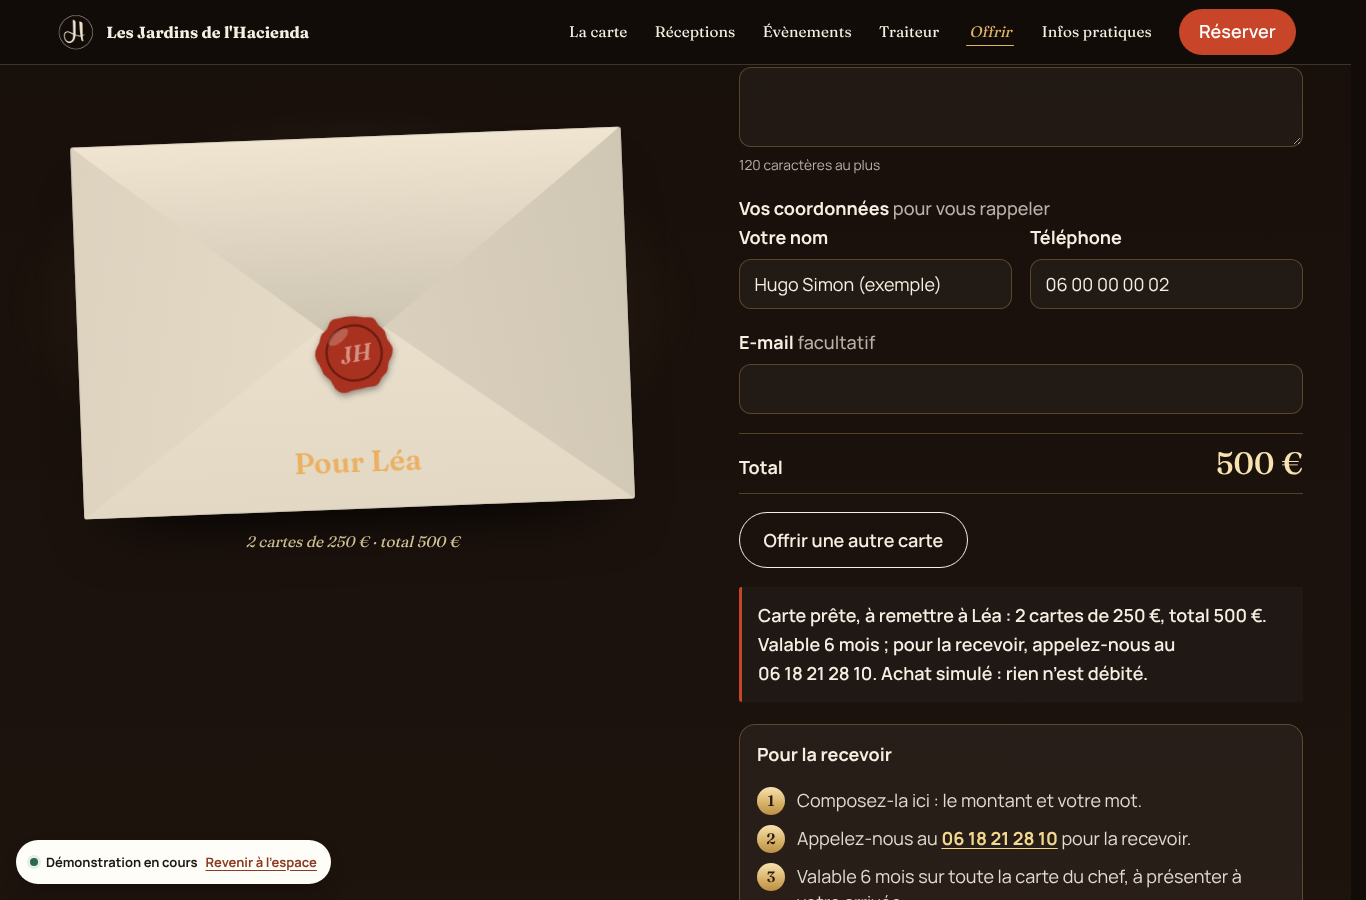 Les Jardins de l'Hacienda
La carte
Réceptions
Évènements
Traiteur
Offrir
Infos pratiques
Réserver
JH
Pour Léa
2 cartes de 250 € · total 500 €
120 caractères au plus
Vos coordonnées pour vous rappeler
Votre nom
Téléphone
Hugo Simon (exemple)
06 00 00 00 02
E-mail facultatif
Total
500 €
Offrir une autre carte
Carte prête, à remettre à Léa : 2 cartes de 250 €, total 500 €.
Valable 6 mois ; pour la recevoir, appelez-nous au
06 18 21 28 10. Achat simulé : rien n’est débité.
Pour la recevoir
1 Composez-la ici : le montant et votre mot.
2 Appelez-nous au 06 18 21 28 10 pour la recevoir.
3 Valable 6 mois sur toute la carte du chef, à présenter à
votre arrivée
Démonstration en cours Revenir à l’espace